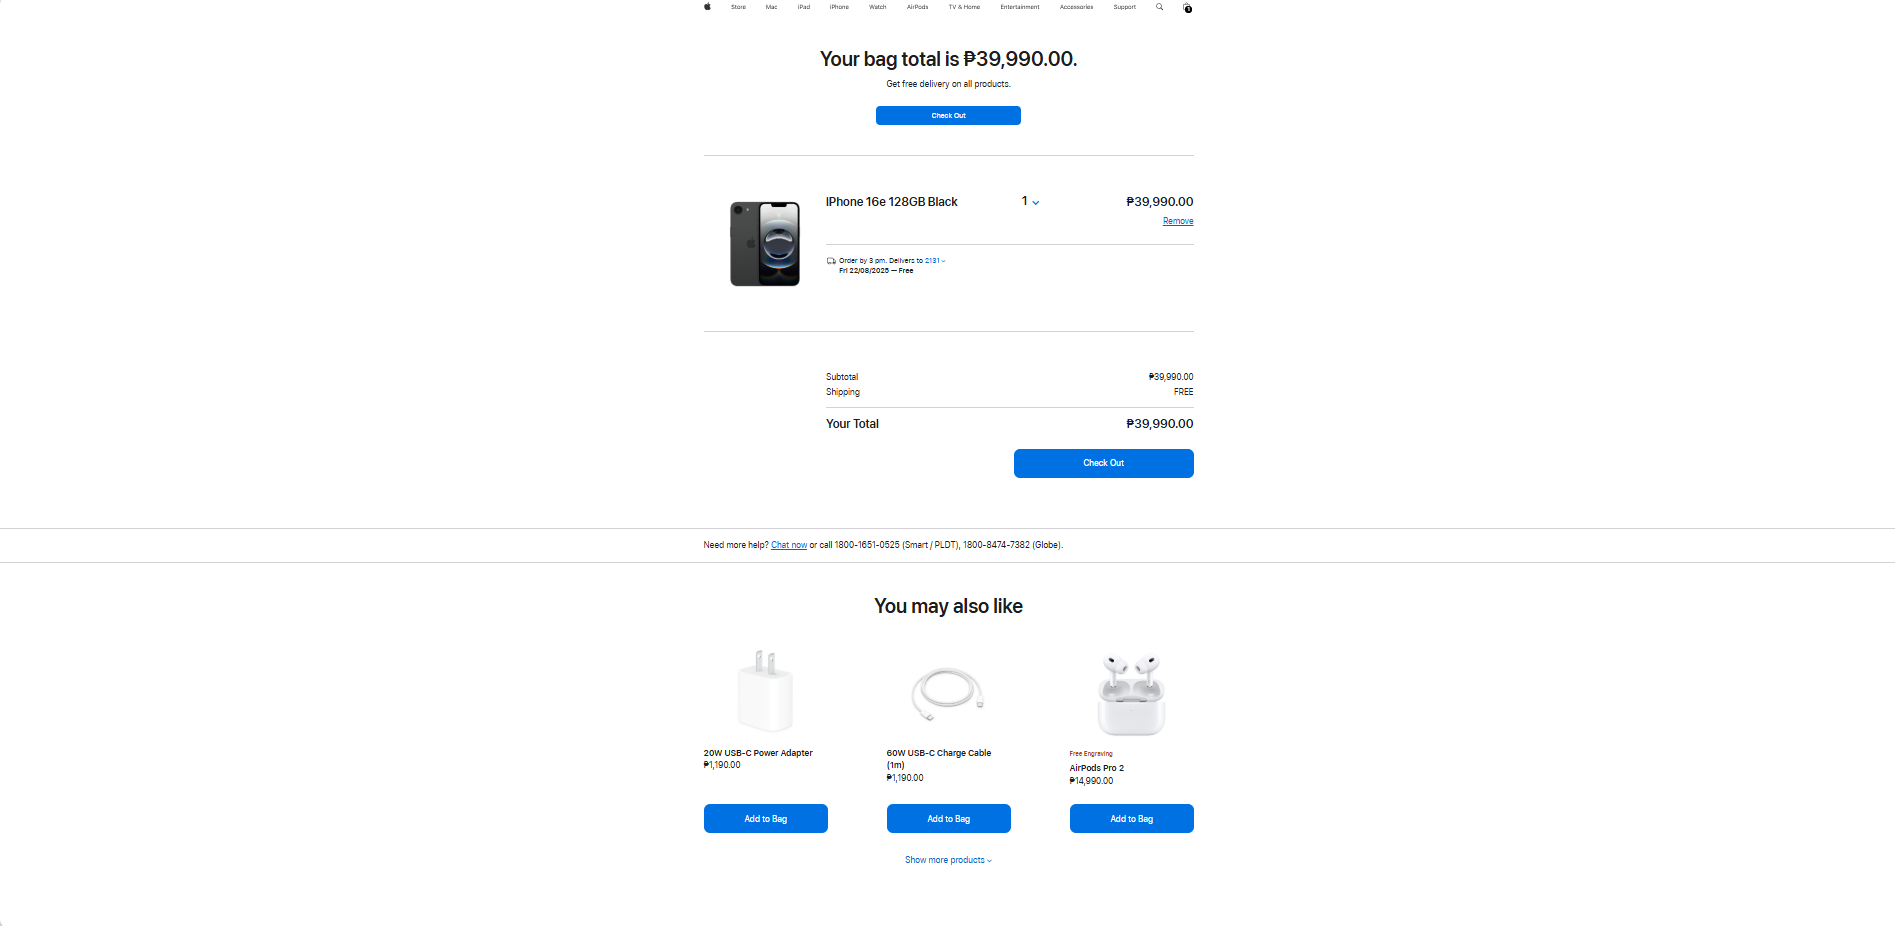 Store Mac iPad iPhone Watch AirPods TV & Home Entertainment Accessories Support 1
Your bag total is ₱39,990.00.
Get free delivery on all products.
Check Out
iPhone 16e 128GB Black 1 ₱39,990.00
Remove
Order by 3 pm. Delivers to 2131
Fri 22/08/2025 — Free
Subtotal ₱39,990.00
Shipping FREE
Your Total ₱39,990.00
Check Out
Need more help? Chat now or call 1800-1651-0525 (Smart / PLDT), 1800-8474-7382 (Globe).
You may also like
20W USB-C Power Adapter
₱1,190.00
Add to Bag
60W USB-C Charge Cable
(1m)
₱1,190.00
Add to Bag
Free Engraving
AirPods Pro 2
₱14,990.00
Add to Bag
Show more products